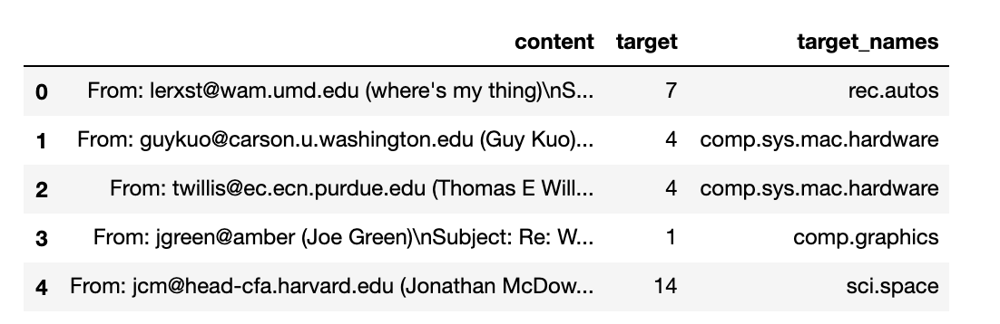 content target target_names
0 From: lerxst@wam.umd.edu (where's my thing)\nS... 7 rec.autos
1 From: guykuo@carson.u.washington.edu (Guy Kuo)... 4 comp.sys.mac.hardware
2 From: twillis@ec.ecn.purdue.edu (Thomas E Will... 4 comp.sys.mac.hardware
3 From: jgreen@amber (Joe Green)\nSubject: Re: W... 1 comp.graphics
4 From: jcm@head-cfa.harvard.edu (Jonathan McDow... 14 sci.space